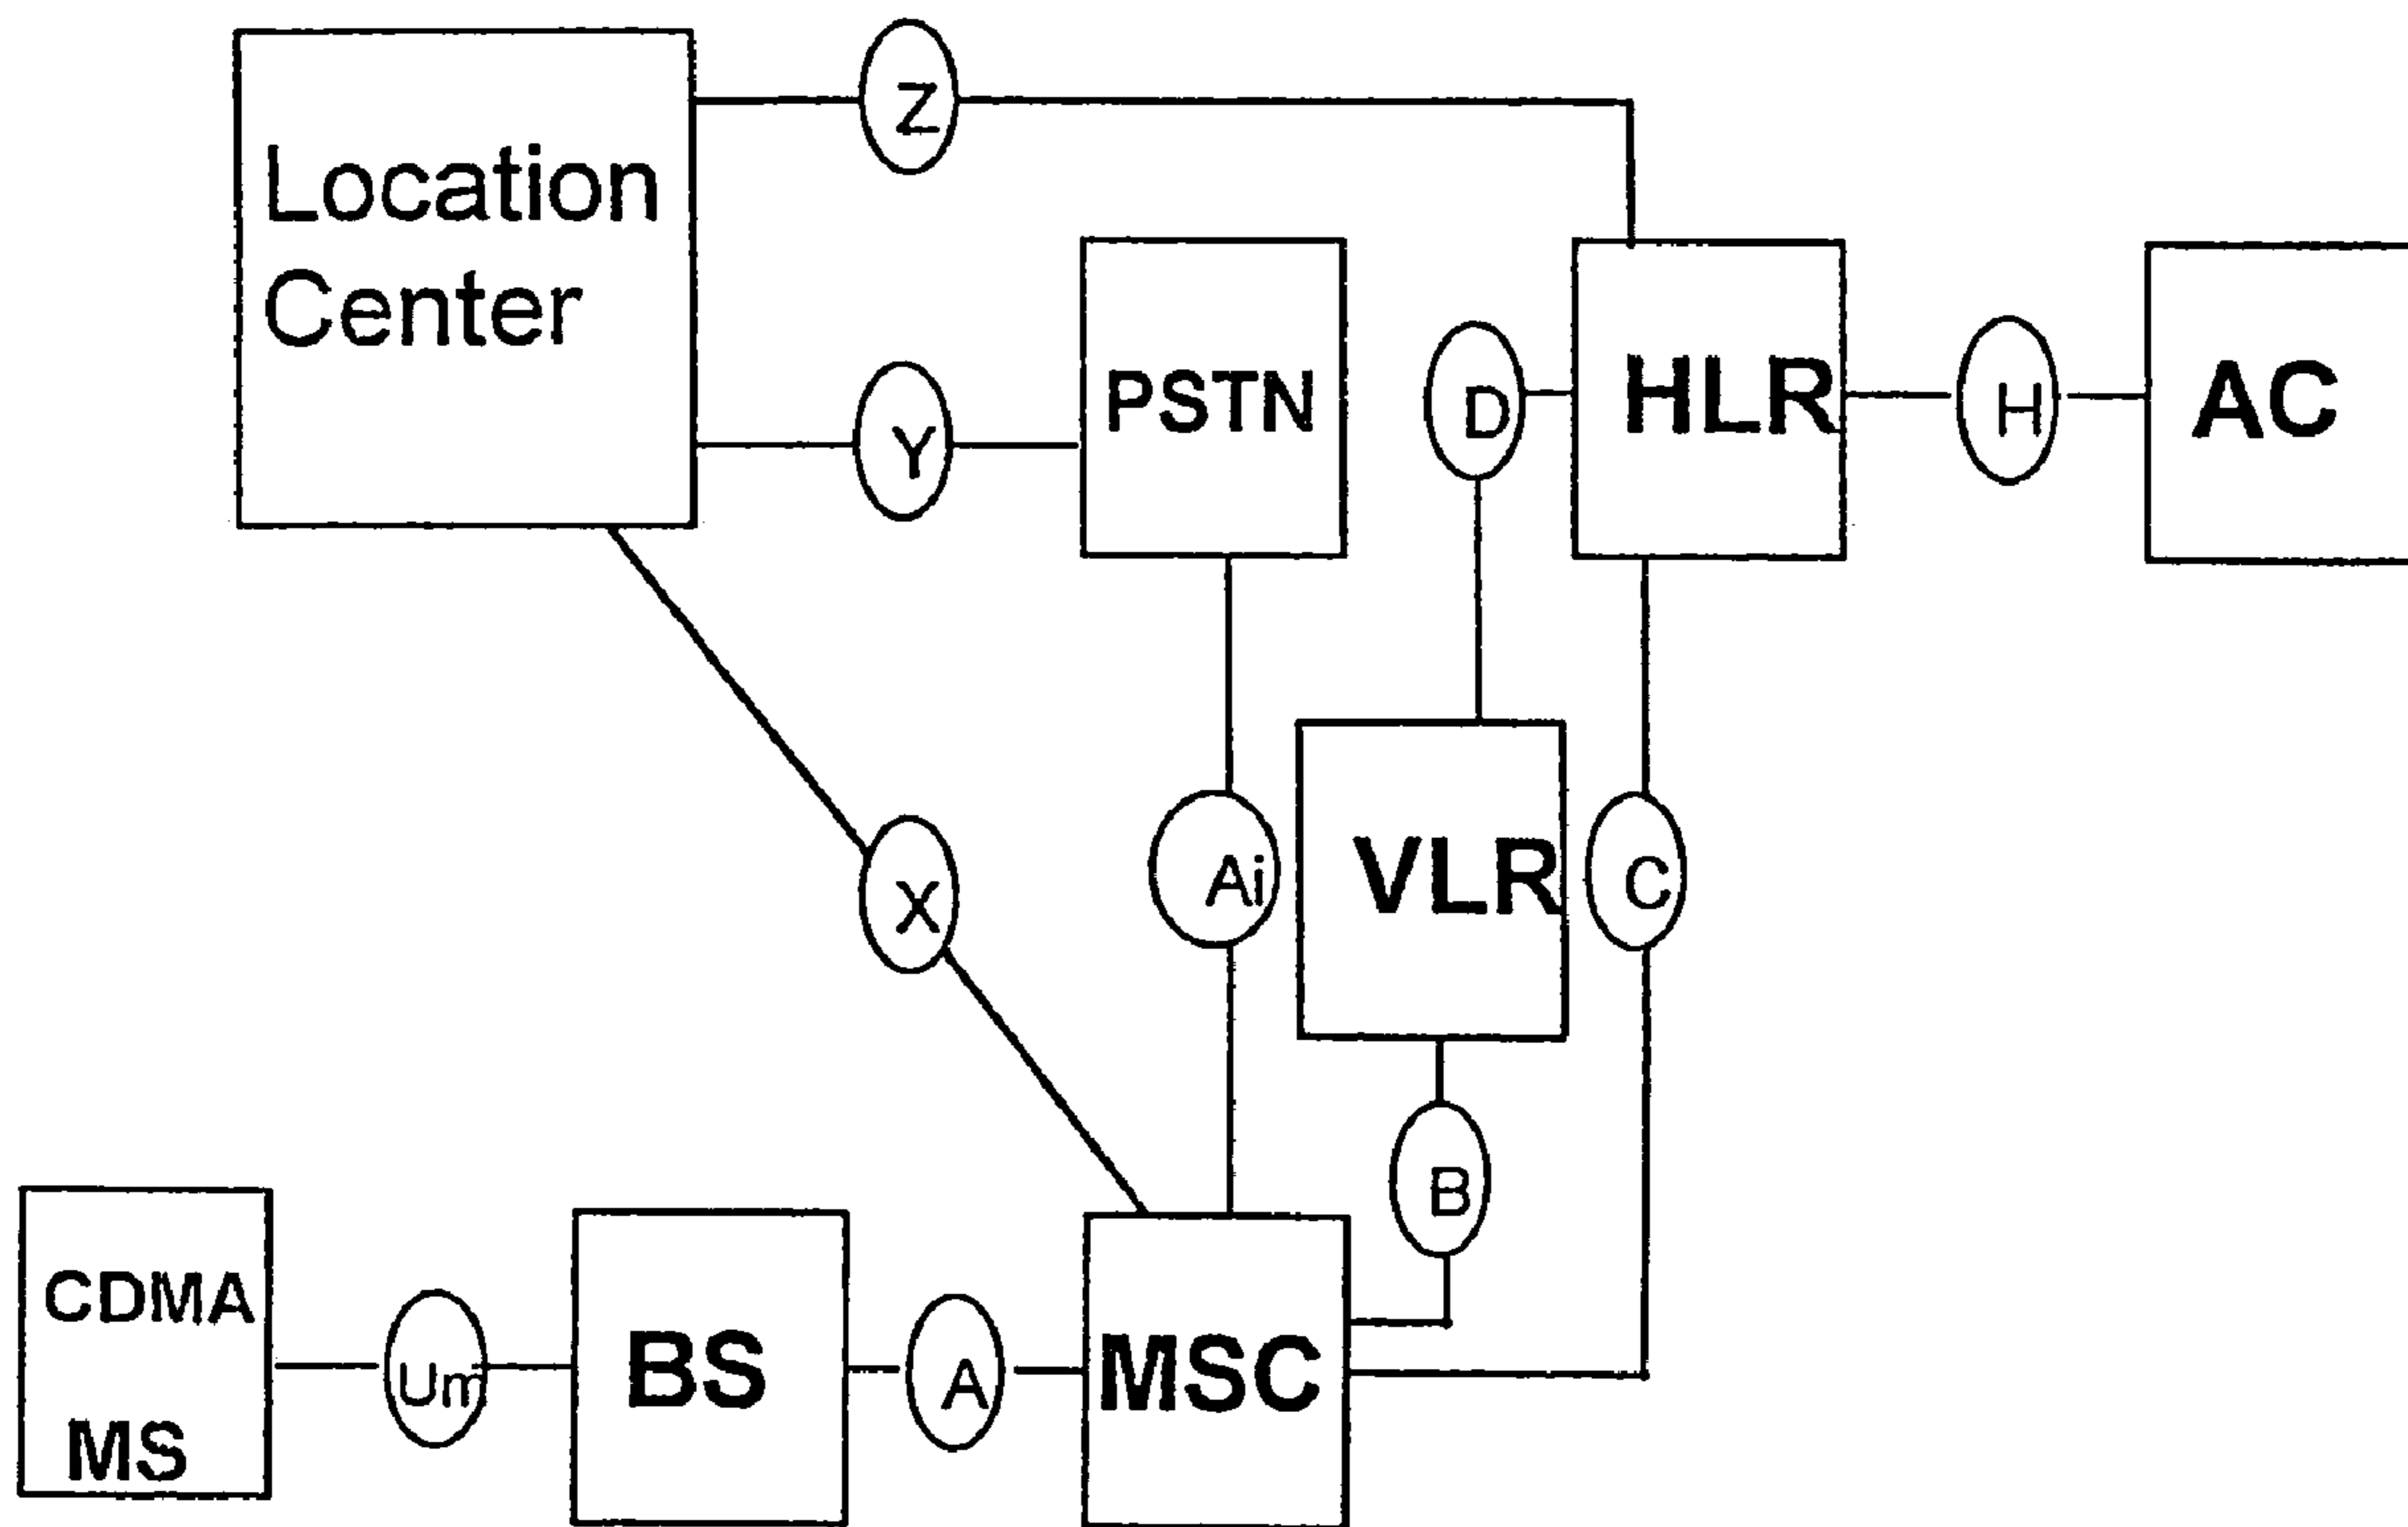 Z
Location
Center
PSTN
D
HLR
H
AC
Y
X
Ai
VLR
C
B
CDMA
MS
Um
BS
A
MSC